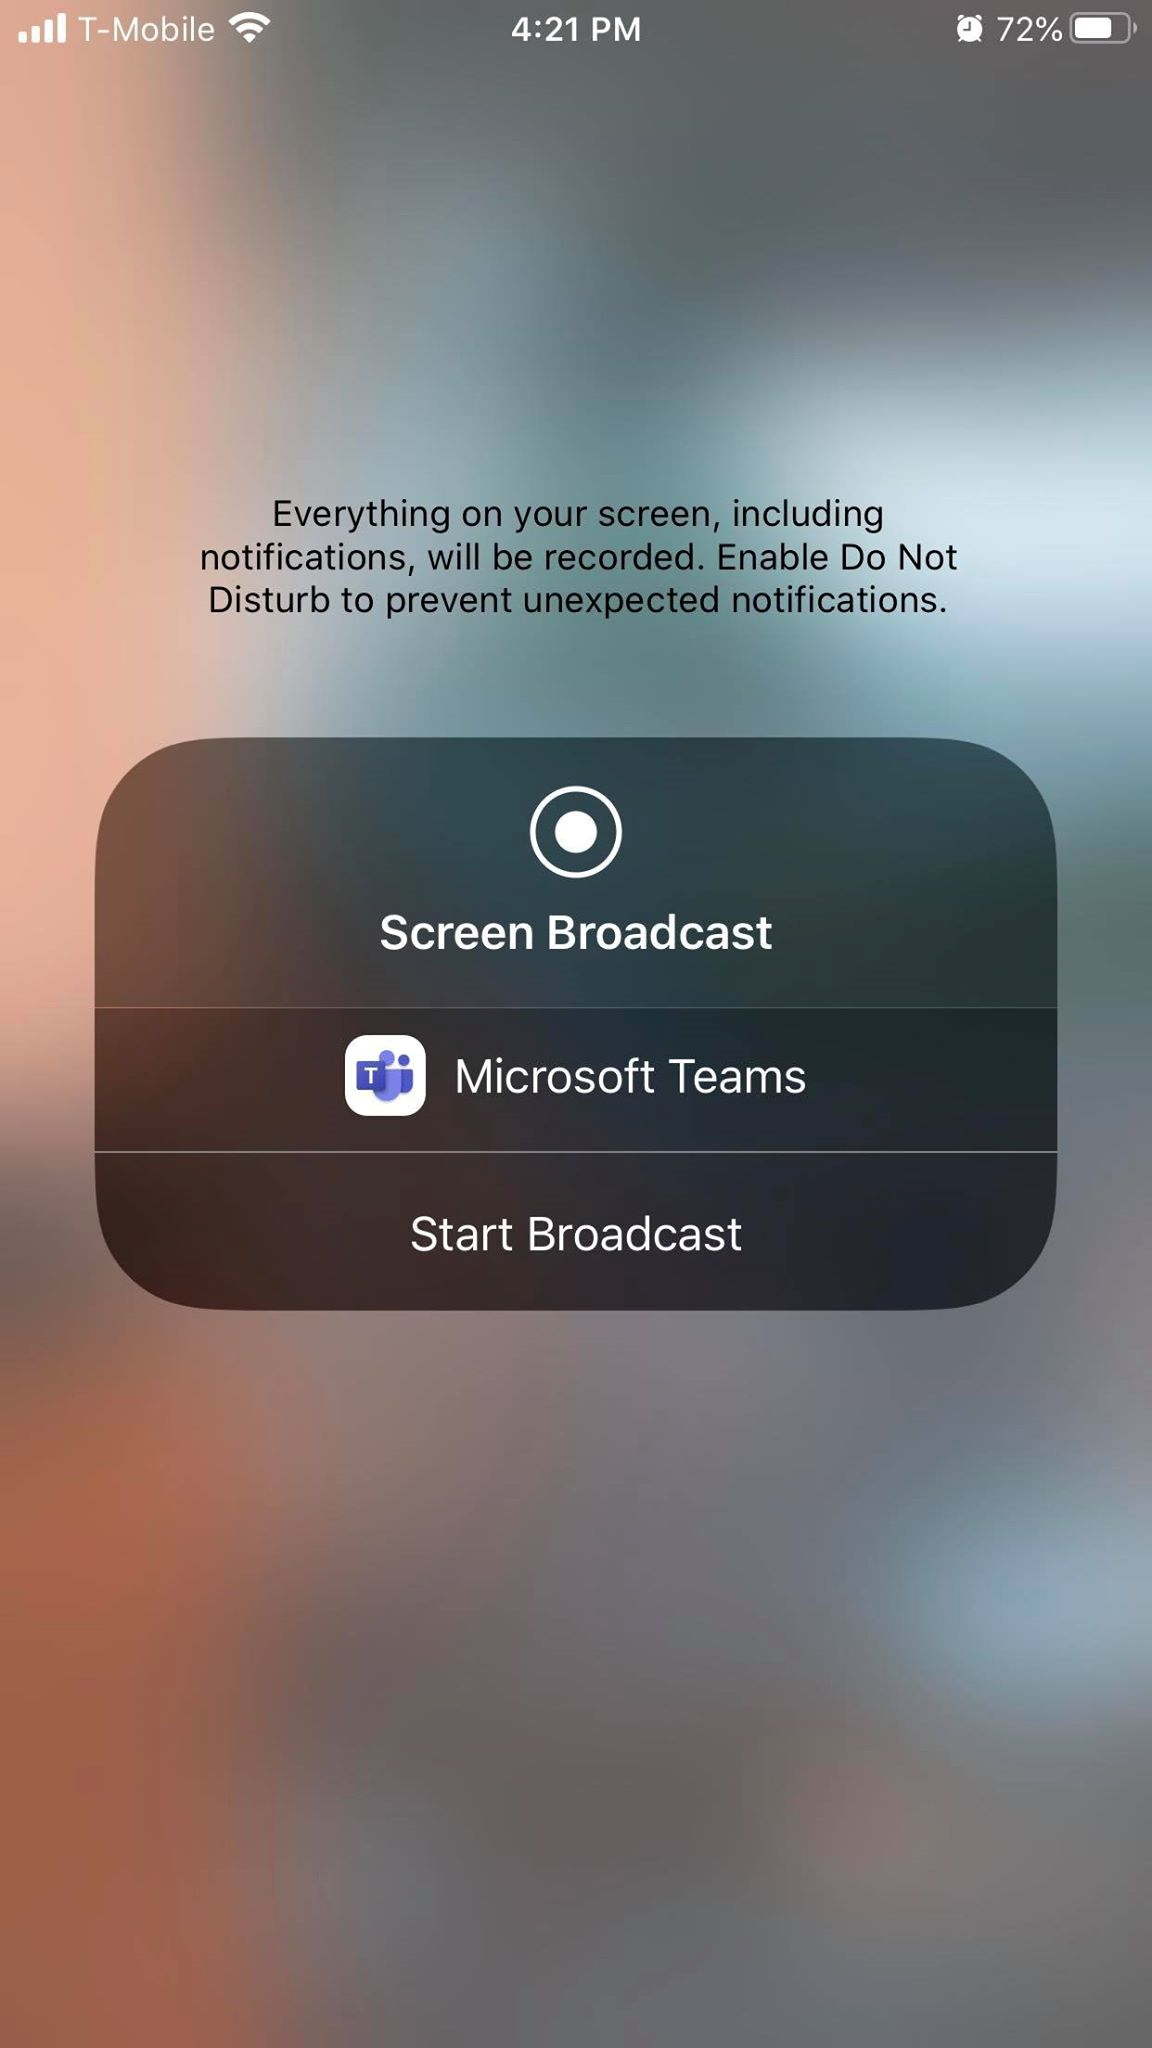 T-Mobile 4:21 PM 72%
Everything on your screen, including
notifications, will be recorded. Enable Do Not
Disturb to prevent unexpected notifications.
Screen Broadcast
T Microsoft Teams
Start Broadcast